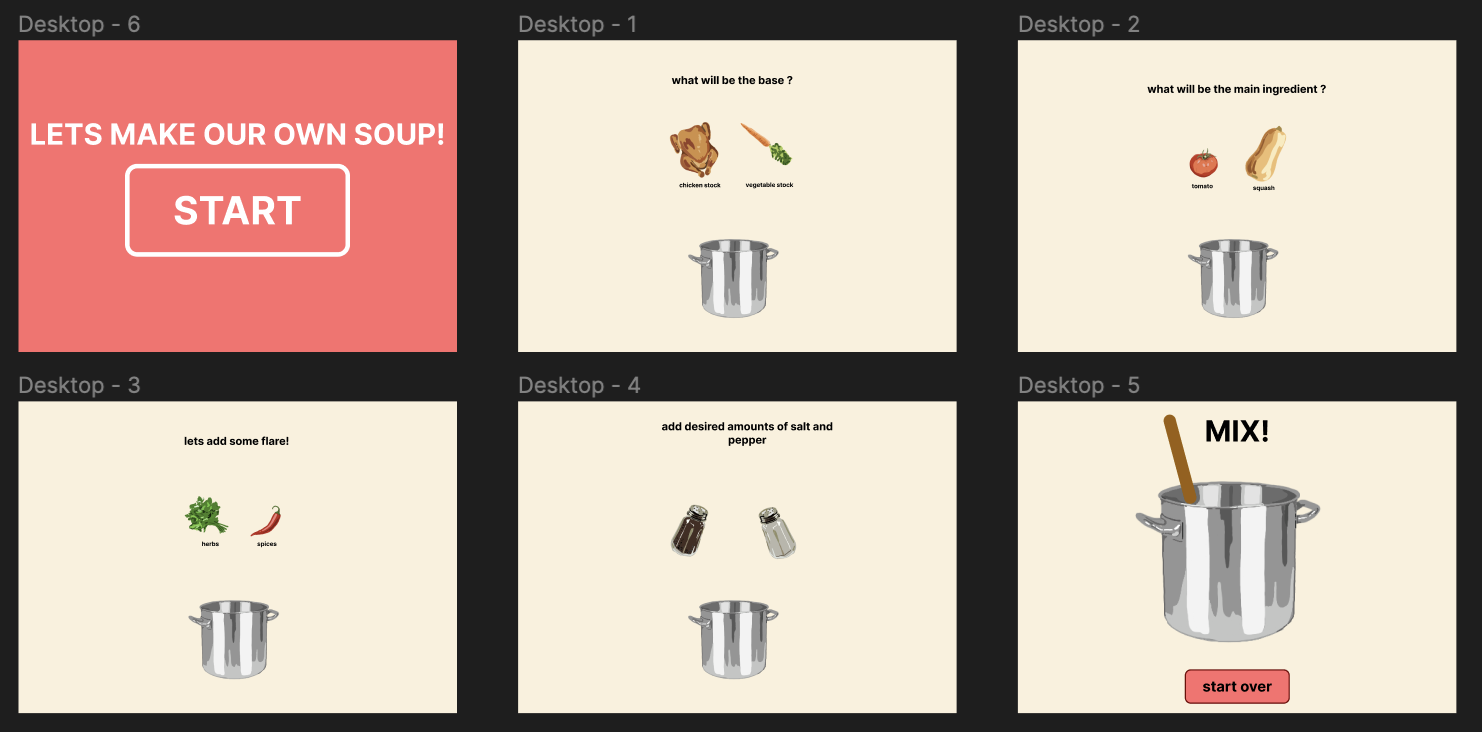 Desktop - 6
LETS MAKE OUR OWN SOUP!
START
Desktop - 1
what will be the base ?
chicken stock
vegetable stock
Desktop - 2
what will be the main ingredient ?
tomato
squash
Desktop - 3
lets add some flare!
herbs
spices
Desktop - 4
add desired amounts of salt and
pepper
Desktop - 5
MIX!
start over